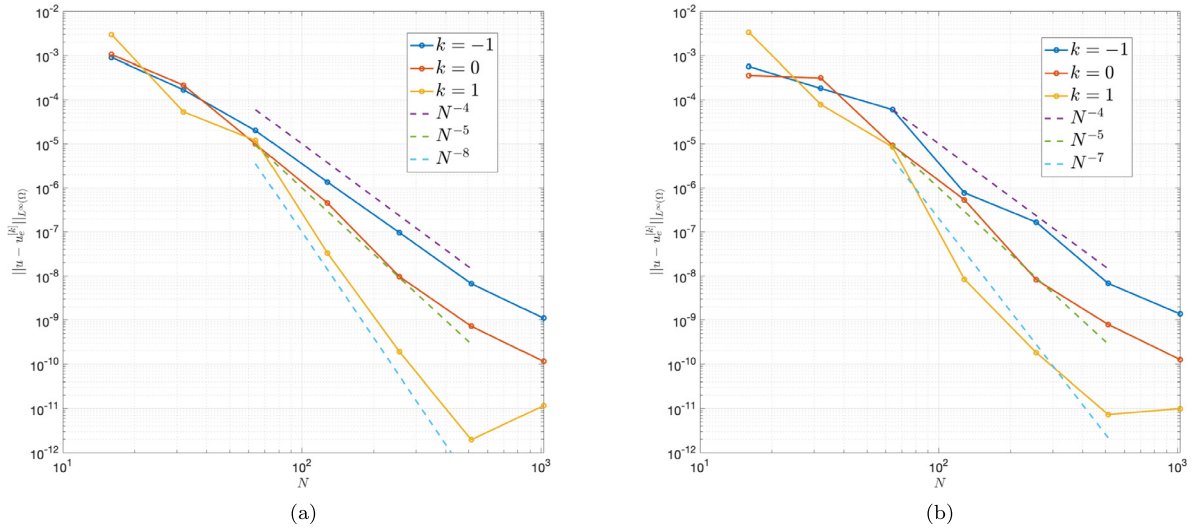 10^-2
10^-3
10^-4
10^-5
10^-6
10^-7
10^-8
10^-9
10^-10
10^-11
10^-12
||u − u_e^[k]||_{L^∞(Ω)}
k = −1
k = 0
k = 1
N^−4
N^−5
N^−8
10^1
10^2
10^3
N
(a)
10^-2
10^-3
10^-4
10^-5
10^-6
10^-7
10^-8
10^-9
10^-10
10^-11
10^-12
||u − u_e^[k]||_{L^∞(Ω)}
k = −1
k = 0
k = 1
N^−4
N^−5
N^−7
10^1
10^2
10^3
N
(b)